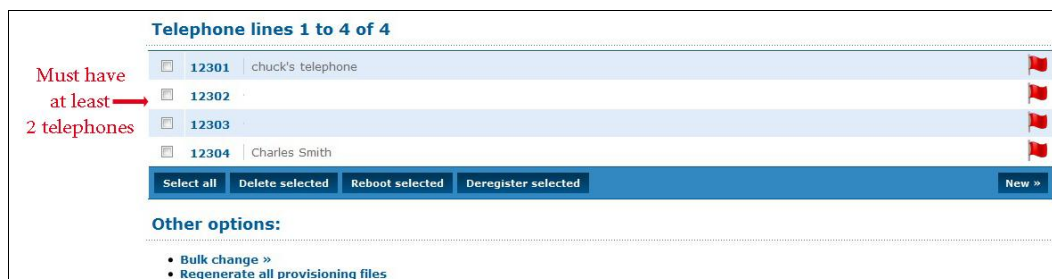 Telephone lines 1 to 4 of 4
12301 chuck's telephone
12302
12303
12304 Charles Smith
Must have
at least
2 telephones
Select all Delete selected Reboot selected Deregister selected New »
Other options:
Bulk change »
Regenerate all provisioning files